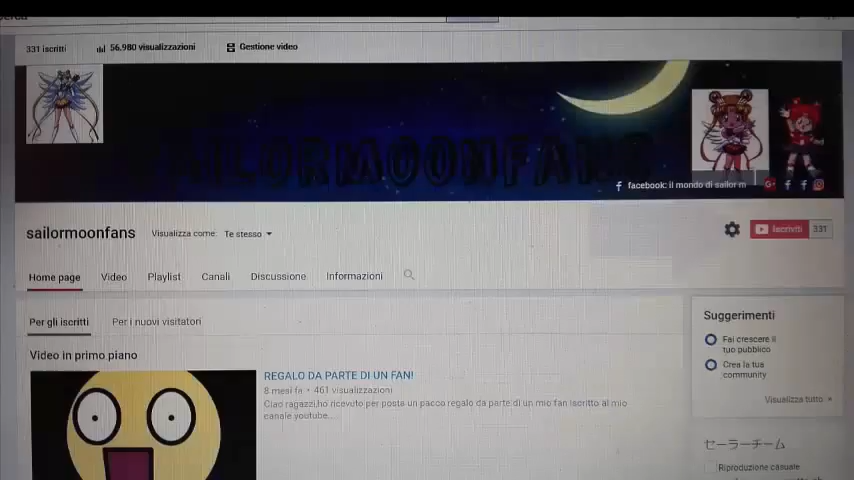 331 iscritti
56.980 visualizzazioni
Gestione video
SAILORMOONFANS
facebook: il mondo di sailor m
sailormoonfans
Visualizza come: Te stesso
Iscriviti 331
Home page
Video
Playlist
Canali
Discussione
Informazioni
Per gli iscritti
Per i nuovi visitatori
Video in primo piano
REGALO DA PARTE DI UN FAN!
8 mesi fa • 461 visualizzazioni
Ciao ragazzi,ho ricevuto per posta un pacco regalo da parte di un mio fan iscritto al mio
canale youtube...
Suggerimenti
Fai crescere il
tuo pubblico
Crea la tua
community
Visualizza tutto »
セーラーチーム
Riproduzione casuale